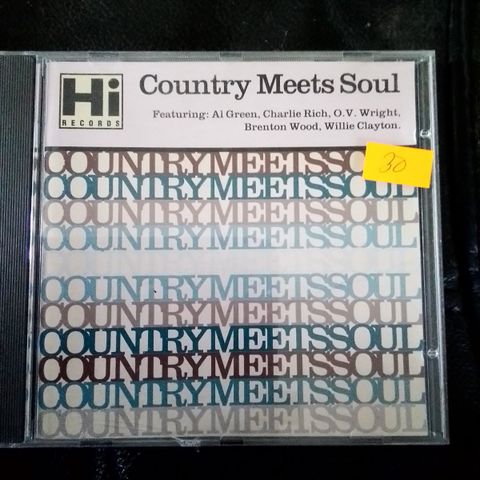 Hi
RECORDS
Country Meets Soul
Featuring: Al Green, Charlie Rich, O.V. Wright,
Brenton Wood, Willie Clayton.
30
COUNTRYMEETSSOUL
COUNTRYMEETSSOUL
COUNTRYMEETSSOUL
COUNTRYMEETSSOUL
COUNTRYMEETSSOUL
COUNTRYMEETSSOUL
COUNTRYMEETSSOUL
COUNTRYMEETSSOUL
COUNTRYMEETSSOUL
COUNTRYMEETSSOUL